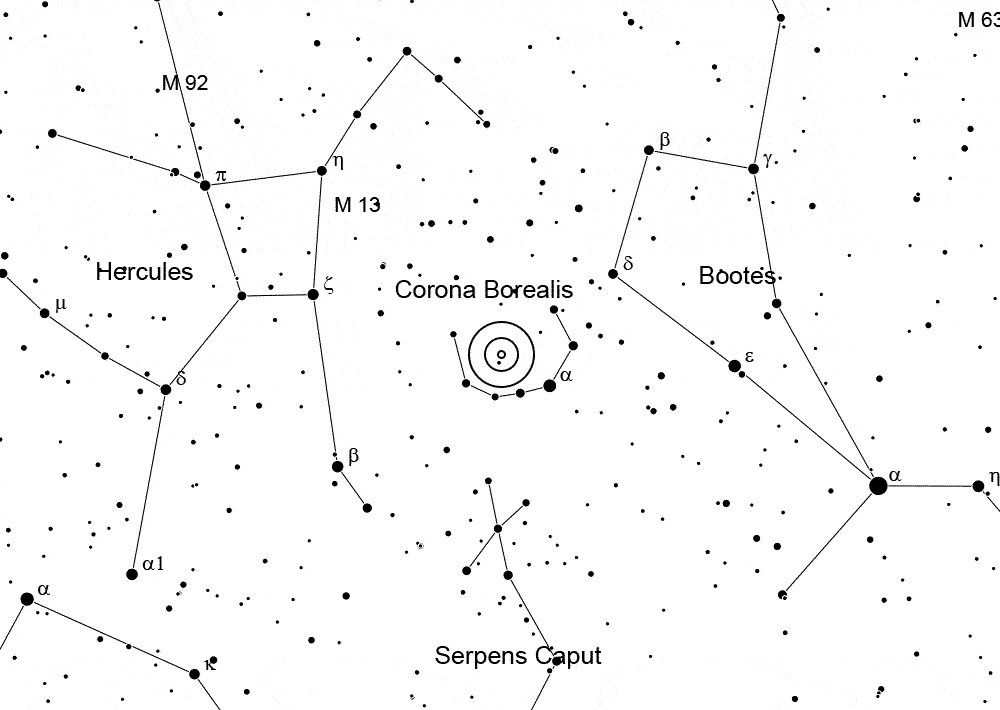 M 63
M 92
β
γ
η
π
M 13
δ
Hercules
Bootes
ζ
Corona Borealis
μ
ε
α
δ
β
α
η
α1
α
Serpens Caput
κ